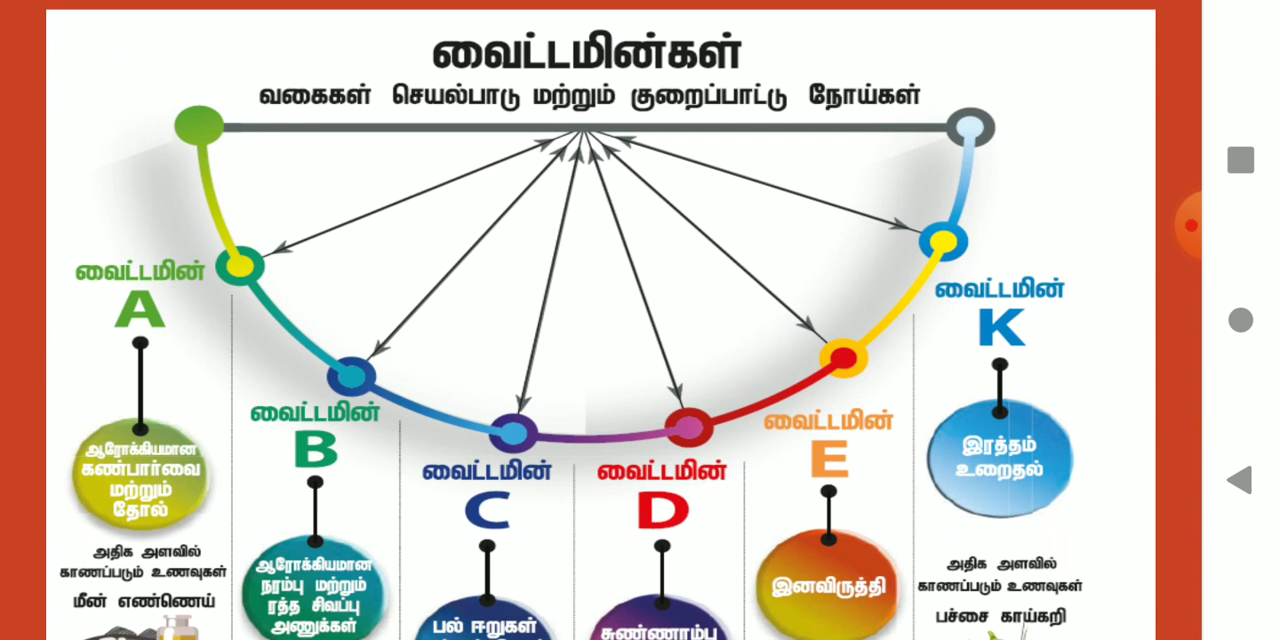 வைட்டமின்கள்
வகைகள் செயல்பாடு மற்றும் குறைப்பாட்டு நோய்கள்
வைட்டமின்
A
ஆரோக்கியமான
கண்பார்வை
மற்றும்
தோல்
அதிக அளவில்
காணப்படும் உணவுகள்
மீன் எண்ணெய்
வைட்டமின்
B
ஆரோக்கியமான
நரம்பு மற்றும்
ரத்த சிவப்பு
அணுக்கள்
வைட்டமின்
C
பல் ஈறுகள்
வைட்டமின்
D
சுண்ணாம்பு
வைட்டமின்
E
இனவிருத்தி
வைட்டமின்
K
இரத்தம்
உறைதல்
அதிக அளவில்
காணப்படும் உணவுகள்
பச்சை காய்கறி